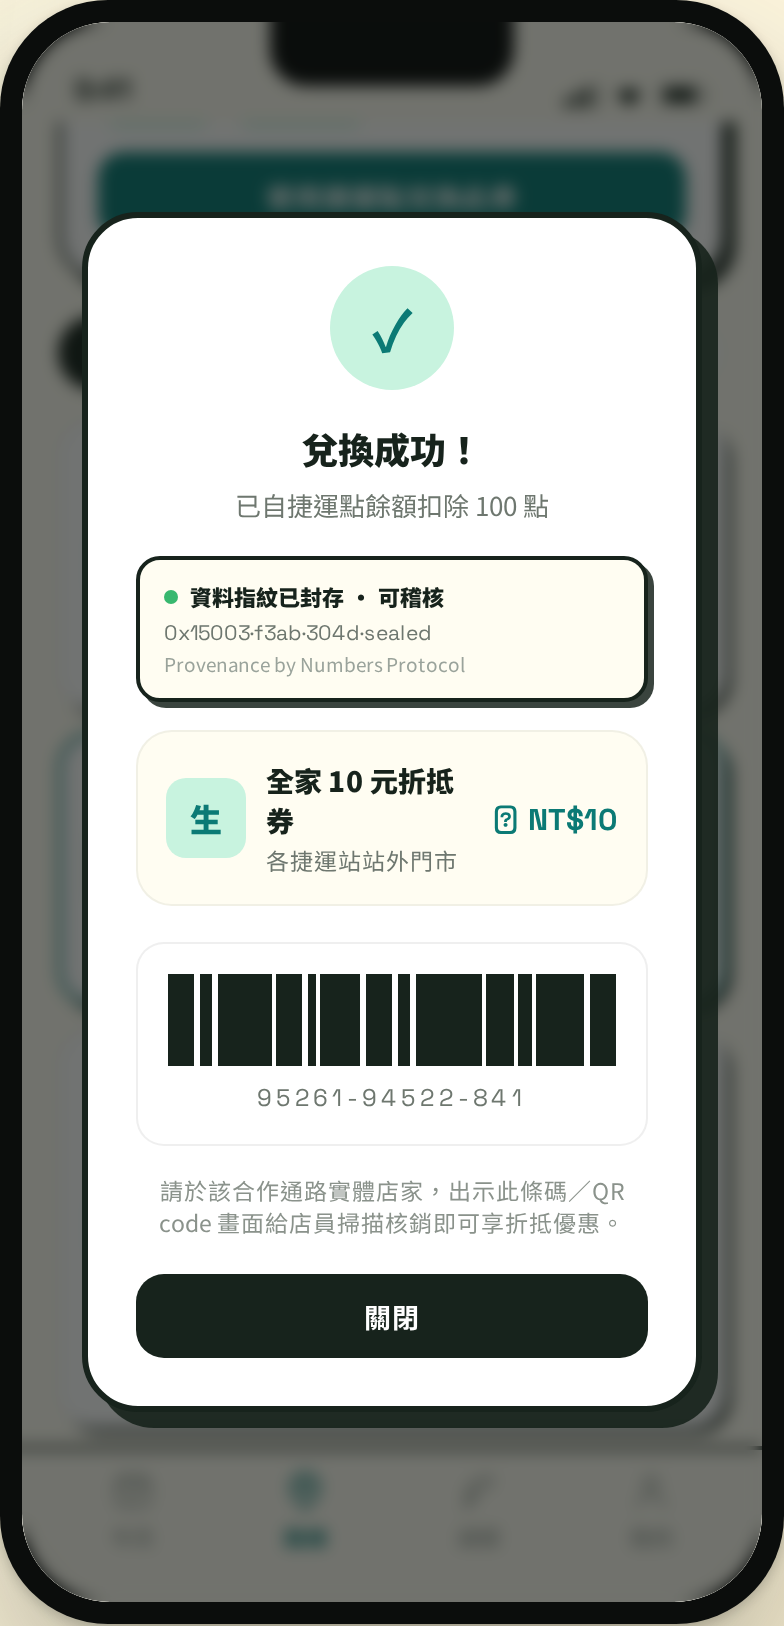 ✓
兌換成功！
已自捷運點餘額扣除 100 點
資料指紋已封存 · 可稽核
0x15003·f3ab·304d·sealed
Provenance by Numbers Protocol
生
全家 10 元折抵
券
各捷運站站外門市
NT$10
95261-94522-841
請於該合作通路實體店家，出示此條碼／QR
code 畫面給店員掃描核銷即可享折抵優惠。
關閉